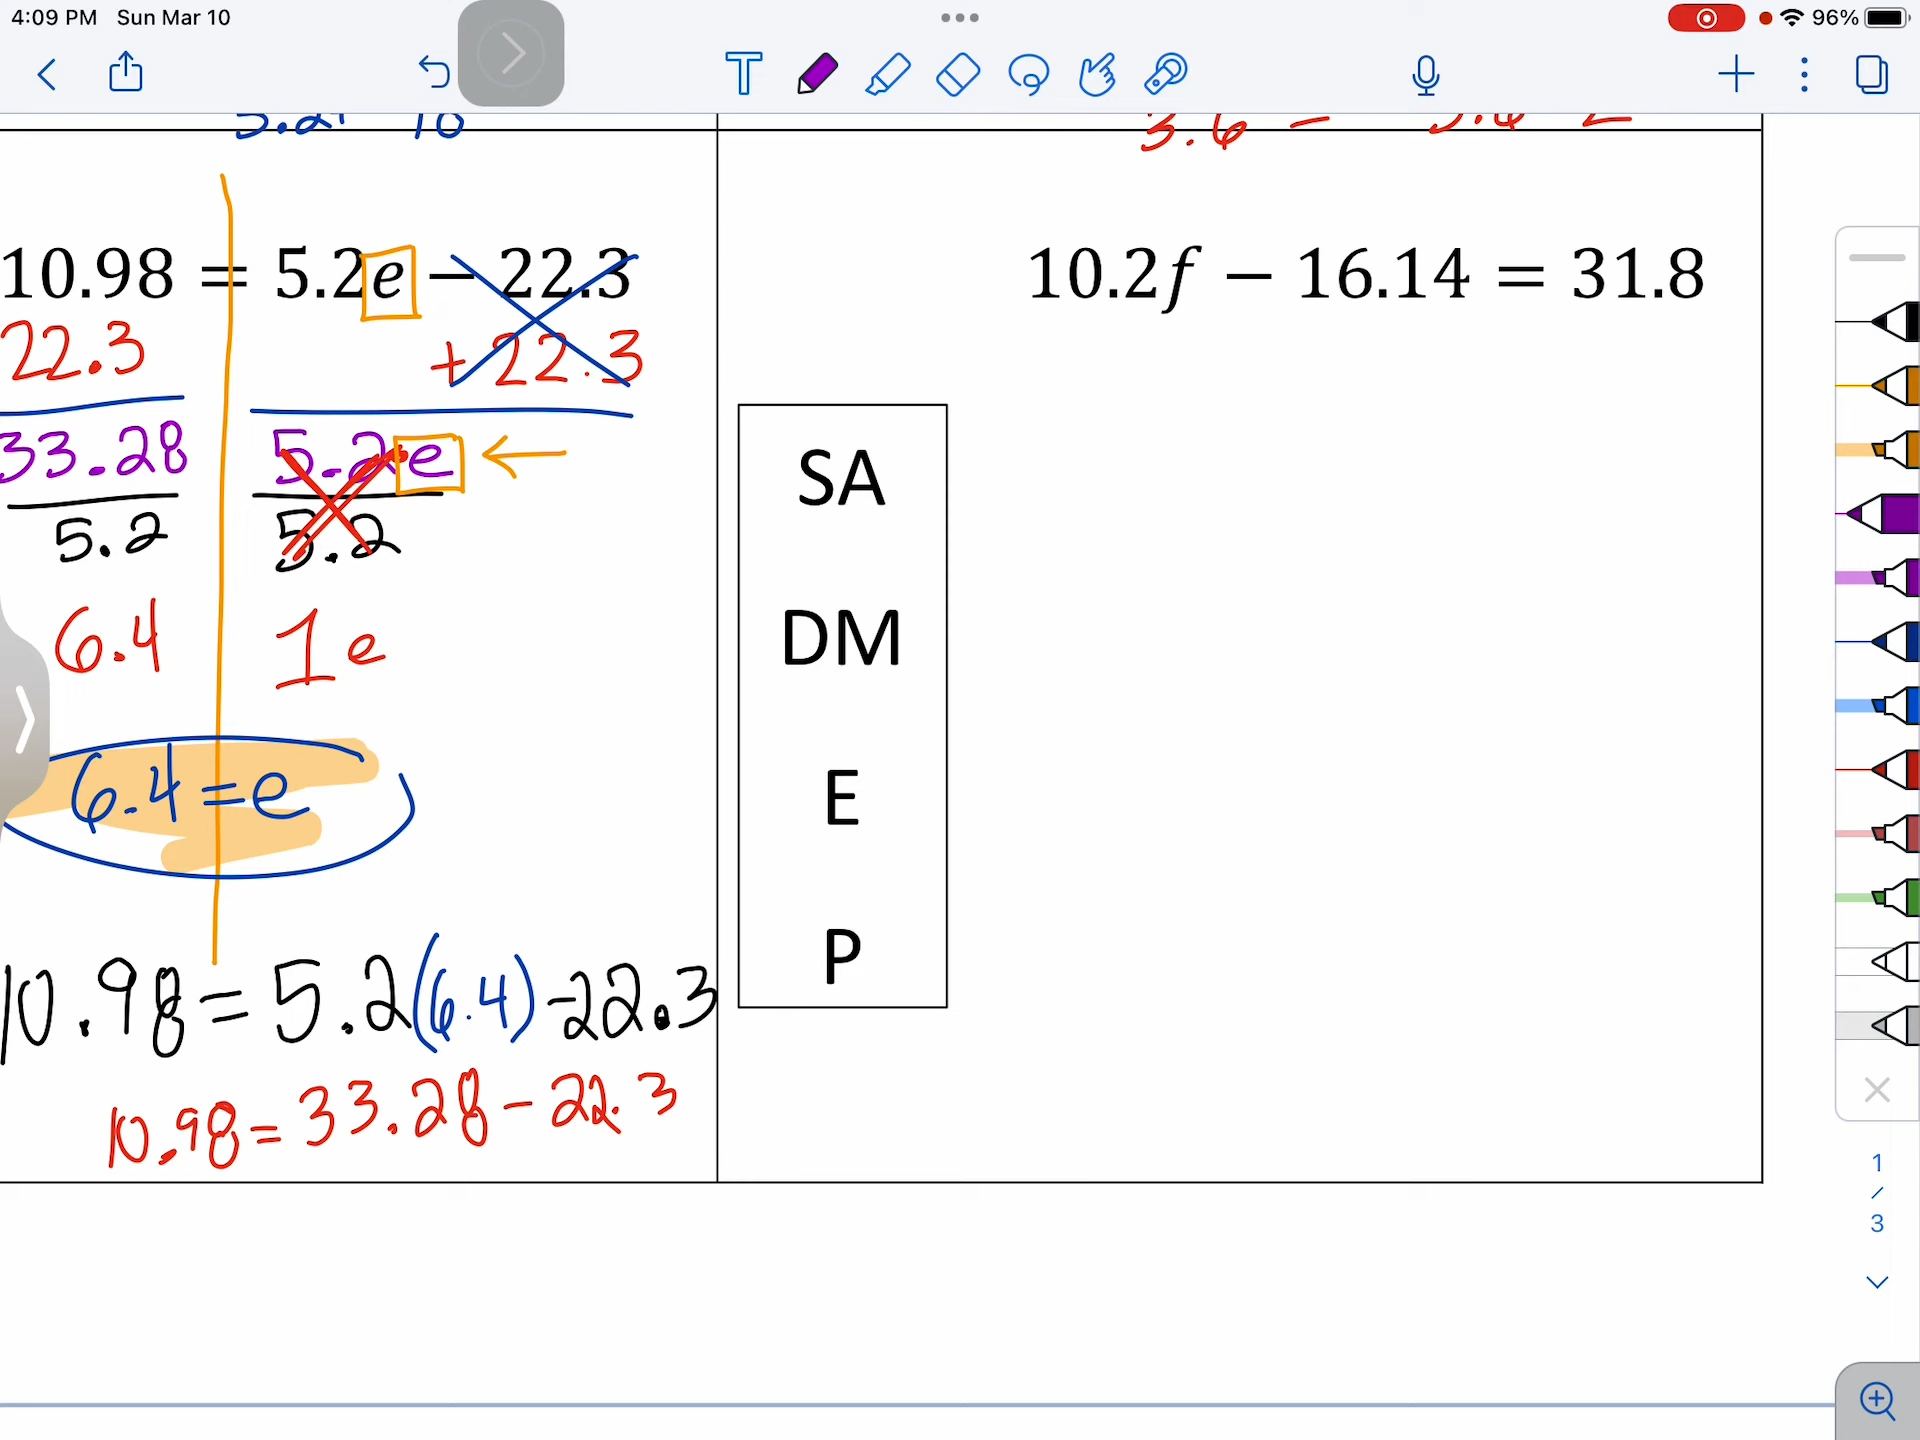 4:09 PM Sun Mar 10
96%
T
10.98 = 5.2e − 22.3
22.3 +22.3
33.28 5.2e ←
5.2 5.2
6.4 1e
6.4=e
10.98 = 5.2(6.4) -22.3
10.98 = 33.28 - 22.3
10.2f − 16.14 = 31.8
SA
DM
E
P
1
/
3